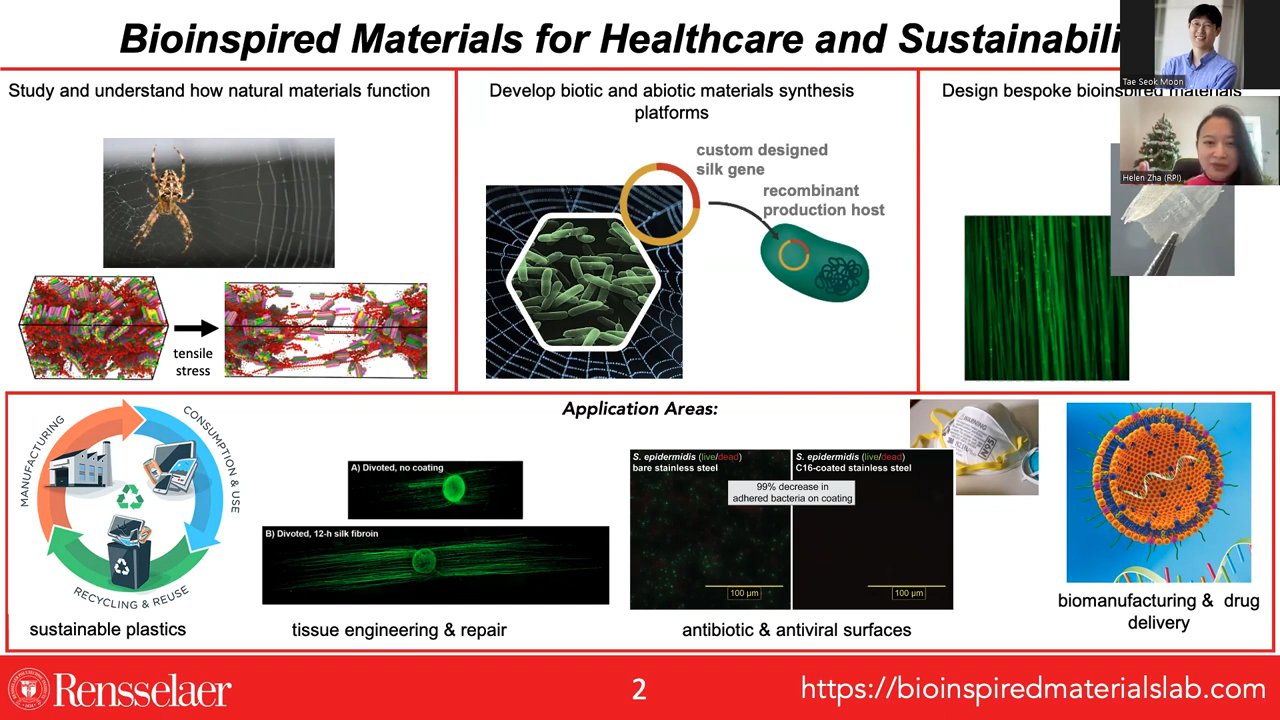 Bioinspired Materials for Healthcare and Sustainabili
Tae Seok Moon
Helen Zha (RPI)
Study and understand how natural materials function
tensile
stress
Develop biotic and abiotic materials synthesis
platforms
custom designed
silk gene
recombinant
production host
Design bespoke bioinspired materials
Application Areas:
MANUFACTURING
CONSUMPTION & USE
RECYCLING & REUSE
sustainable plastics
A) Divoted, no coating
B) Divoted, 12-h silk fibroin
tissue engineering & repair
S. epidermidis (live/dead)
bare stainless steel
S. epidermidis (live/dead)
C16-coated stainless steel
99% decrease in
adhered bacteria on coating
100 µm
100 µm
antibiotic & antiviral surfaces
WARNING
N95
biomanufacturing & drug
delivery
Rensselaer
2
https://bioinspiredmaterialslab.com